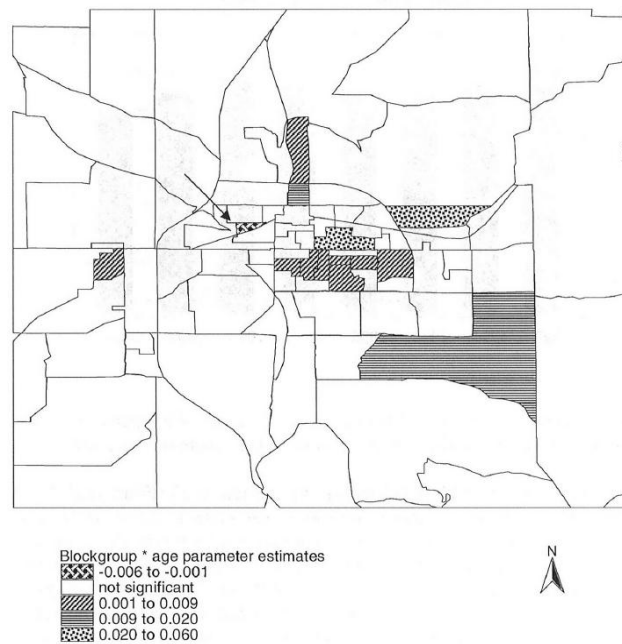 Blockgroup * age parameter estimates
-0.006 to -0.001
not significant
0.001 to 0.009
0.009 to 0.020
0.020 to 0.060
N